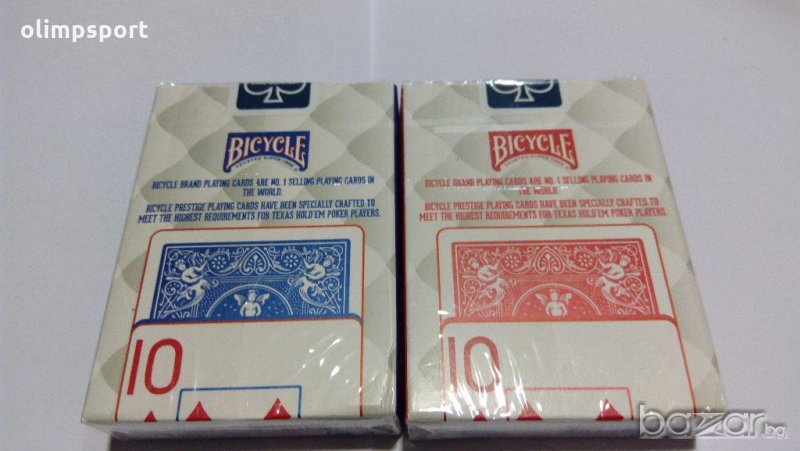 olimpsport
BICYCLE
BICYCLE BRAND PLAYING CARDS ARE NO. 1 SELLING PLAYING CARDS IN
THE WORLD.
BICYCLE PRESTIGE PLAYING CARDS HAVE BEEN SPECIALLY CRAFTED TO
MEET THE HIGHEST REQUIREMENTS FOR TEXAS HOLD'EM POKER PLAYERS.
10
BICYCLE
BICYCLE BRAND PLAYING CARDS ARE NO. 1 SELLING PLAYING CARDS IN
THE WORLD.
BICYCLE PRESTIGE PLAYING CARDS HAVE BEEN SPECIALLY CRAFTED TO
MEET THE HIGHEST REQUIREMENTS FOR TEXAS HOLD'EM POKER PLAYERS.
10
bazar.bg